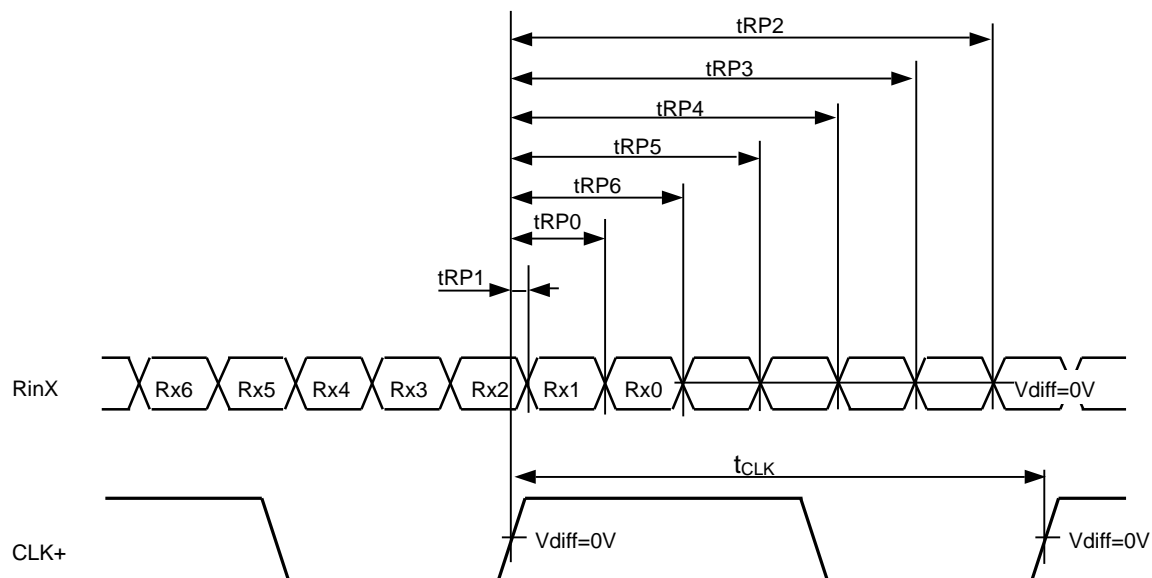 tRP2
tRP3
tRP4
tRP5
tRP6
tRP0
tRP1
RinX Rx6 Rx5 Rx4 Rx3 Rx2 Rx1 Rx0 Vdiff=0V
tCLK
CLK+ Vdiff=0V Vdiff=0V